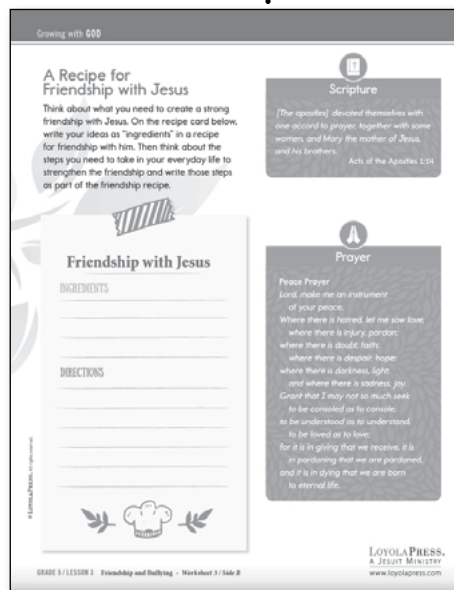 Growing with GOD
A Recipe for
Friendship with Jesus
Think about what you need to create a strong
friendship with Jesus. On the recipe card below,
write your ideas as "ingredients" in a recipe
for friendship with him. Then think about the
steps you need to take in your everyday life to
strengthen the friendship and write those steps
as part of the friendship recipe.
Friendship with Jesus
INGREDIENTS
DIRECTIONS
Scripture
[The apostles] devoted themselves with
one accord to prayer, together with some
women, and Mary the mother of Jesus,
and his brothers.
Acts of the Apostles 1:14
Prayer
Peace Prayer
Lord, make me an instrument
of your peace.
Where there is hatred, let me sow love;
where there is injury, pardon;
where there is doubt, faith;
where there is despair, hope;
where there is darkness, light;
and where there is sadness, joy.
Grant that I may not so much seek
to be consoled as to console,
to be understood as to understand,
to be loved as to love;
for it is in giving that we receive, it is
in pardoning that we are pardoned,
and it is in dying that we are born
to eternal life.
© LOYOLAPRESS. All rights reserved.
GRADE 5 / LESSON 3 Friendship and Bullying - Worksheet 3 / Side B
LOYOLAPRESS.
A JESUIT MINISTRY
www.loyolapress.com